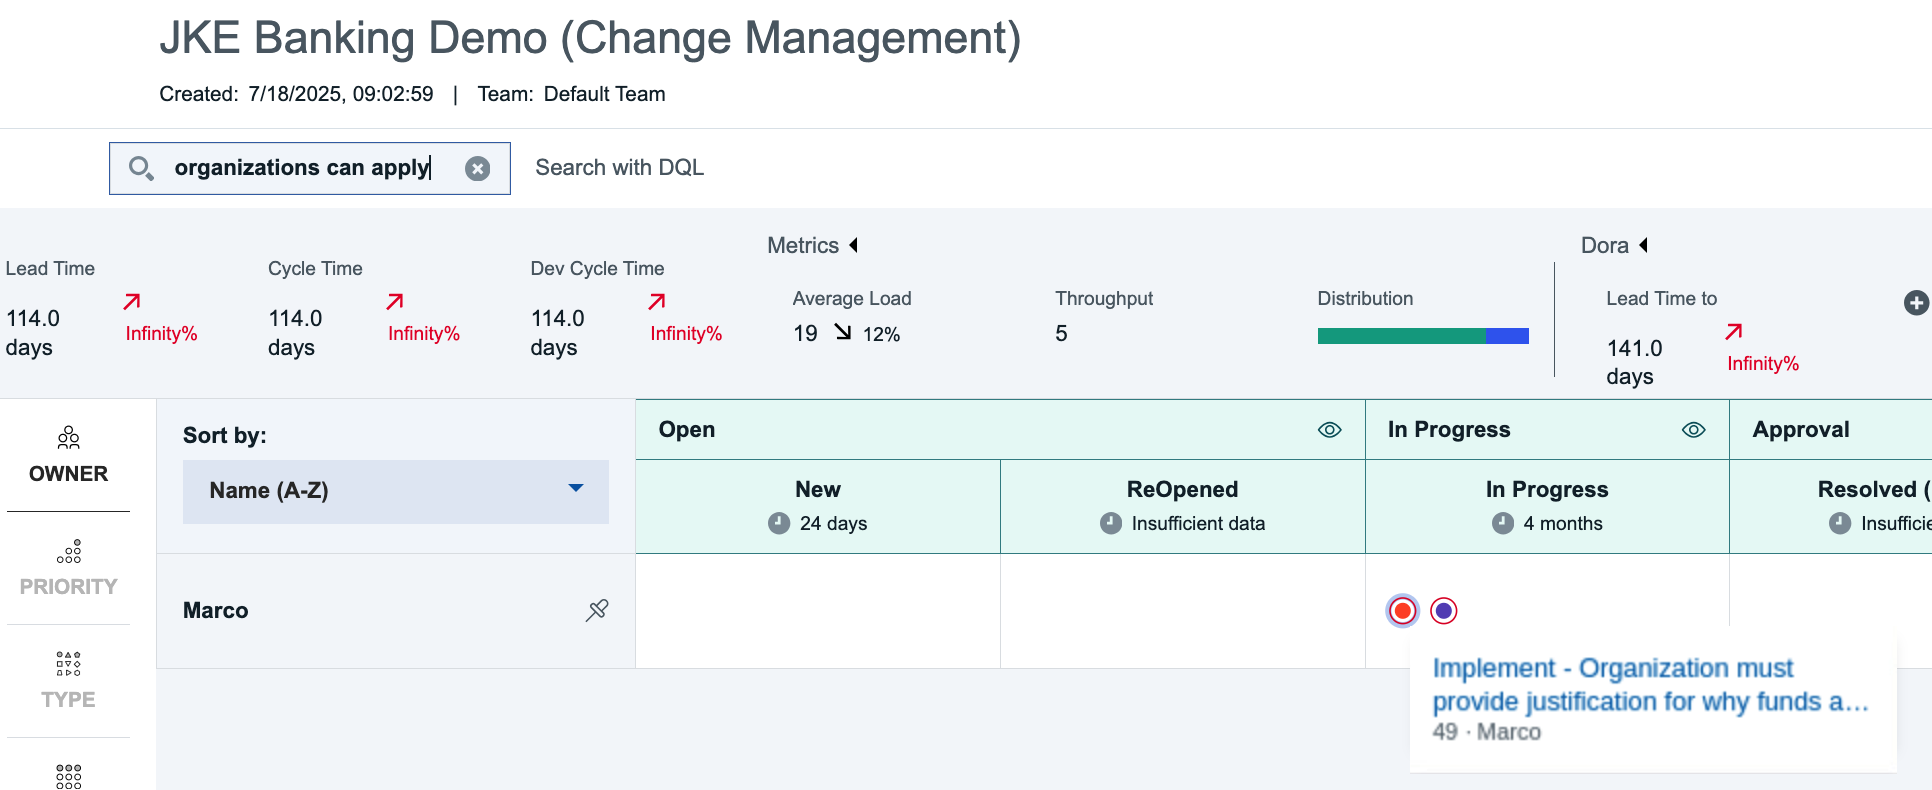 JKE Banking Demo (Change Management)
Created: 7/18/2025, 09:02:59 | Team: Default Team
organizations can apply
Search with DQL
Metrics
Dora
Lead Time
114.0
days
Infinity%
Cycle Time
114.0
days
Infinity%
Dev Cycle Time
114.0
days
Infinity%
Average Load
19 12%
Throughput
5
Distribution
Lead Time to
141.0
days
Infinity%
OWNER
PRIORITY
TYPE
Sort by:
Name (A-Z)
Open
In Progress
Approval
New
24 days
ReOpened
Insufficient data
In Progress
4 months
Resolved (
Insufficie
Marco
Implement - Organization must
provide justification for why funds a…
49 · Marco